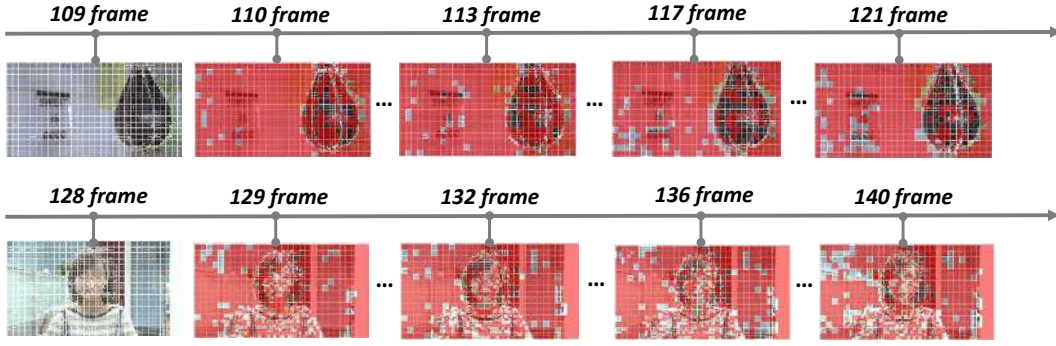 109 frame 110 frame 113 frame 117 frame 121 frame
... ... ...
128 frame 129 frame 132 frame 136 frame 140 frame
... ... ...